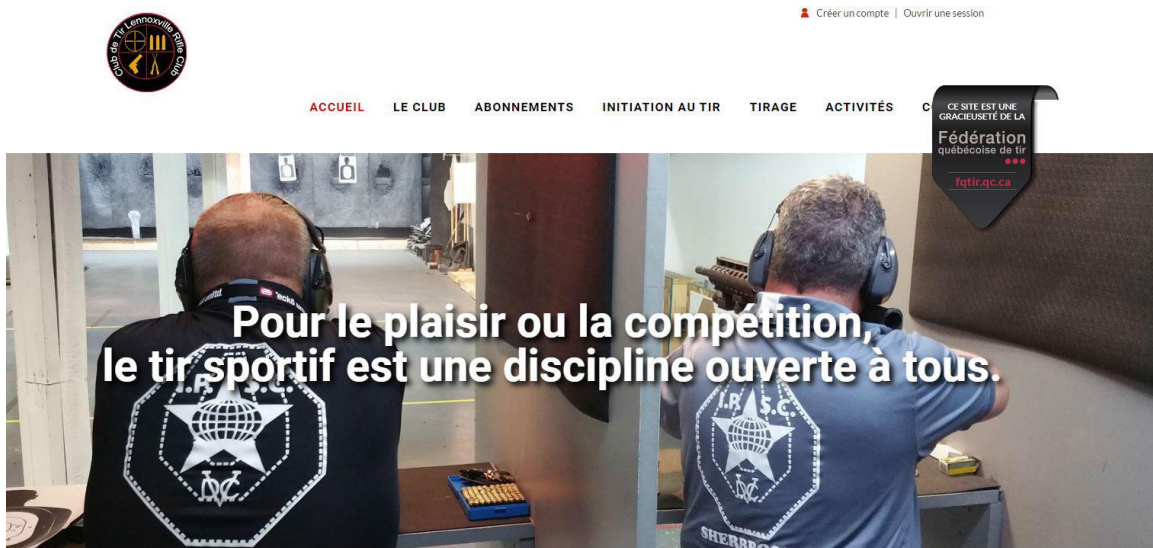 Club de Tir Lennoxville Rifle Club
Créer un compte | Ouvrir une session
ACCUEIL LE CLUB ABONNEMENTS INITIATION AU TIR TIRAGE ACTIVITÉS
CE SITE EST UNE
GRACIEUSETÉ DE LA
Fédération
québécoise de tir
fqtir.qc.ca
Pour le plaisir ou la compétition,
le tir sportif est une discipline ouverte à tous.
I.P.S.C.
DVC
I.P.S.C.
DVC